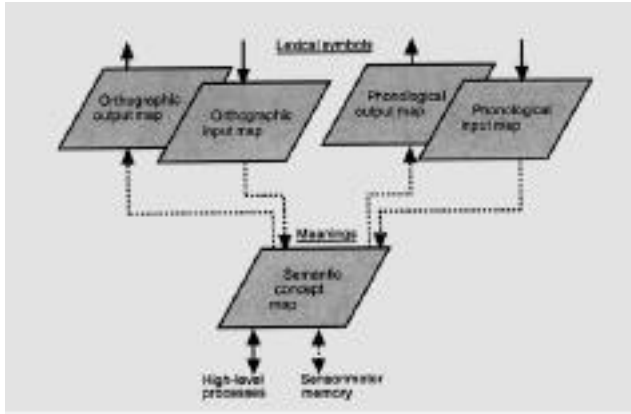 Lexical symbols
Orthographic
output map
Orthographic
input map
Phonological
output map
Phonological
input map
Meanings
Semantic
concept
map
High-level
processes
Sensorimotor
memory